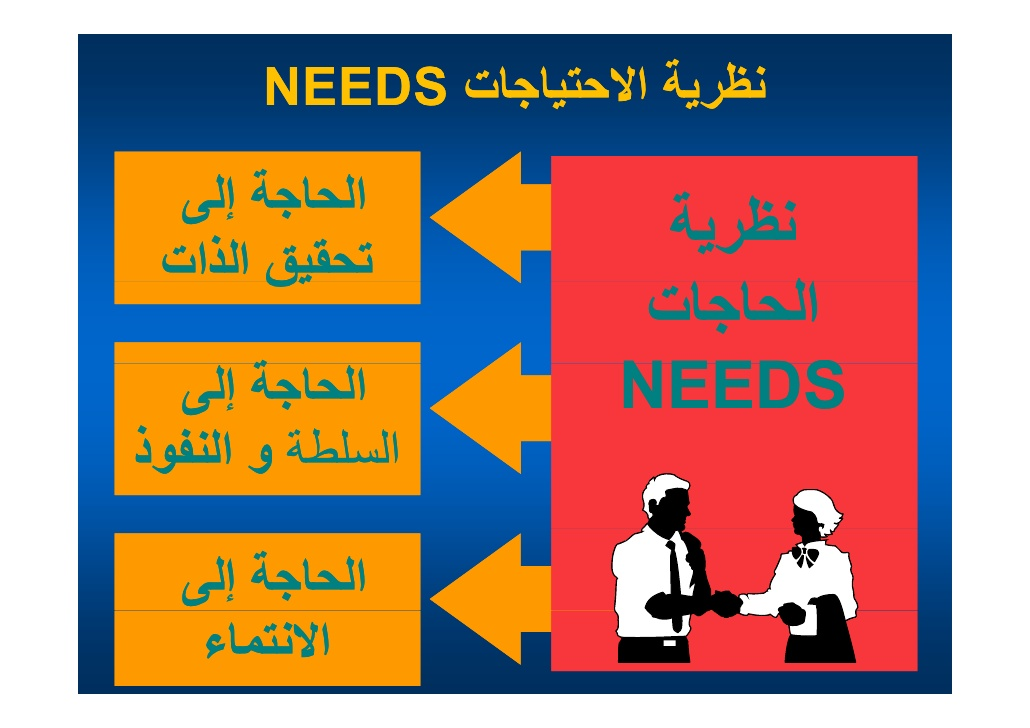 نظرية الاحتياجات NEEDS
نظرية
الحاجات
NEEDS
الحاجة إلى
تحقيق الذات
الحاجة إلى
السلطة و النفوذ
الحاجة إلى
الانتماء